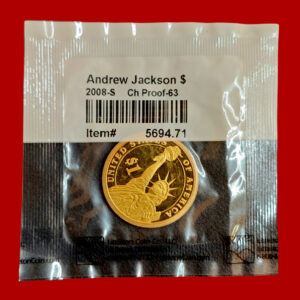 Andrew Jackson $
2008-S Ch Proof-63
Item# 5694.71
UNITED STATES OF AMERICA
$1